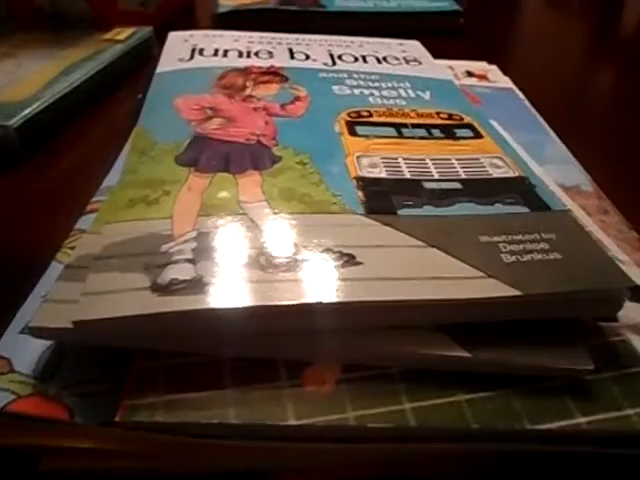 junie b. jones
and the
Stupid
Smelly
Bus
SCHOOL BUS
illustrated by
Denise
Brunkus